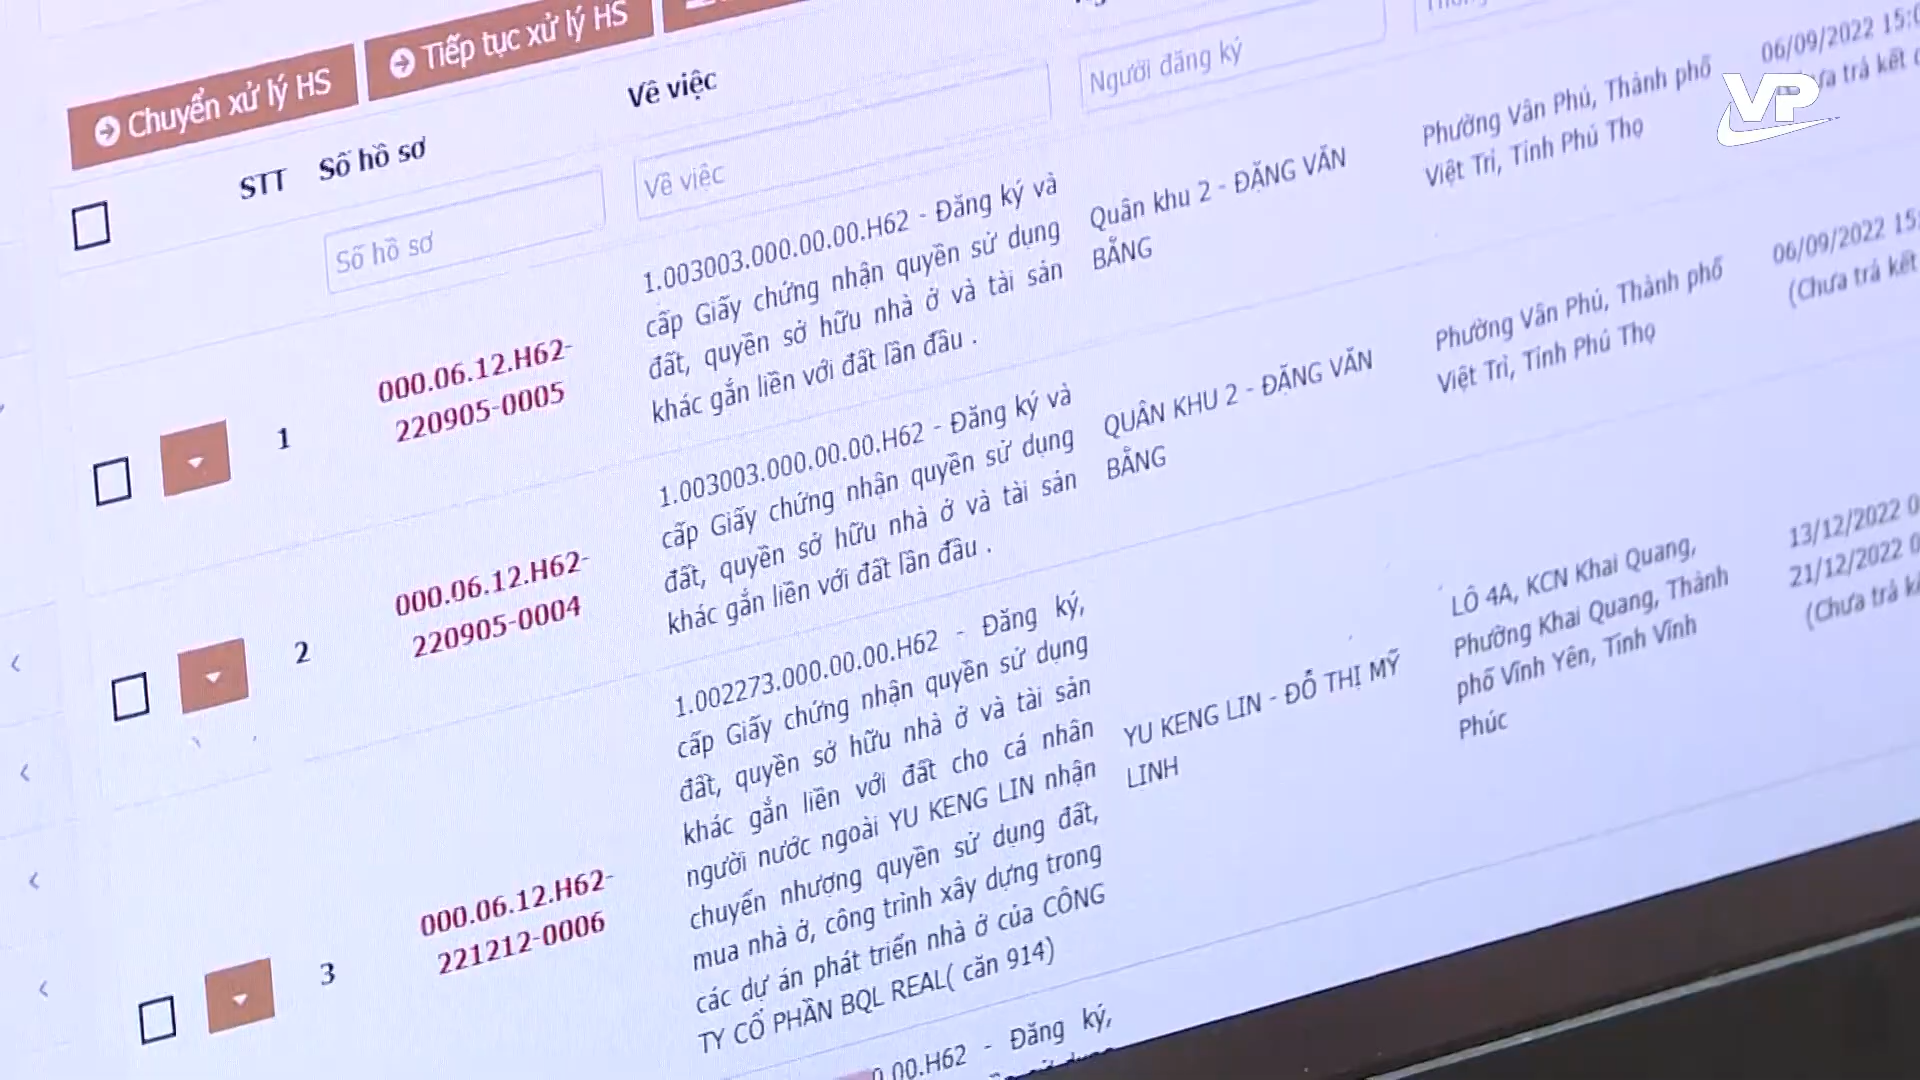 Chuyển xử lý HS
Tiếp tục xử lý HS
STT
Số hồ sơ
Về việc
Số hồ sơ
Về việc
Người đăng ký
VP
1
000.06.12.H62-
220905-0005
1.003003.000.00.00.H62 - Đăng ký và
cấp Giấy chứng nhận quyền sử dụng
đất, quyền sở hữu nhà ở và tài sản
khác gắn liền với đất lần đầu .
Quân khu 2 - ĐẶNG VĂN
BẰNG
Phường Vân Phú, Thành phố
Việt Trì, Tỉnh Phú Thọ
06/09/2022
trả kết
2
000.06.12.H62-
220905-0004
1.003003.000.00.00.H62 - Đăng ký và
cấp Giấy chứng nhận quyền sử dụng
đất, quyền sở hữu nhà ở và tài sản
khác gắn liền với đất lần đầu .
QUÂN KHU 2 - ĐẶNG VĂN
BẰNG
Phường Vân Phú, Thành phố
Việt Trì, Tỉnh Phú Thọ
06/09/2022
(Chưa trả kết
3
000.06.12.H62-
221212-0006
1.002273.000.00.00.H62 - Đăng ký,
cấp Giấy chứng nhận quyền sử dụng
đất, quyền sở hữu nhà ở và tài sản
khác gắn liền với đất cho cá nhân
người nước ngoài YU KENG LIN nhận
chuyển nhượng quyền sử dụng đất,
mua nhà ở, công trình xây dựng trong
các dự án phát triển nhà ở của CÔNG
TY CỔ PHẦN BQL REAL( căn 914)
YU KENG LIN - ĐỖ THỊ MỸ
LINH
LÔ 4A, KCN Khai Quang,
Phường Khai Quang, Thành
phố Vĩnh Yên, Tỉnh Vĩnh
Phúc
13/12/2022
21/12/2022
(Chưa trả
.00.H62 - Đăng ký,